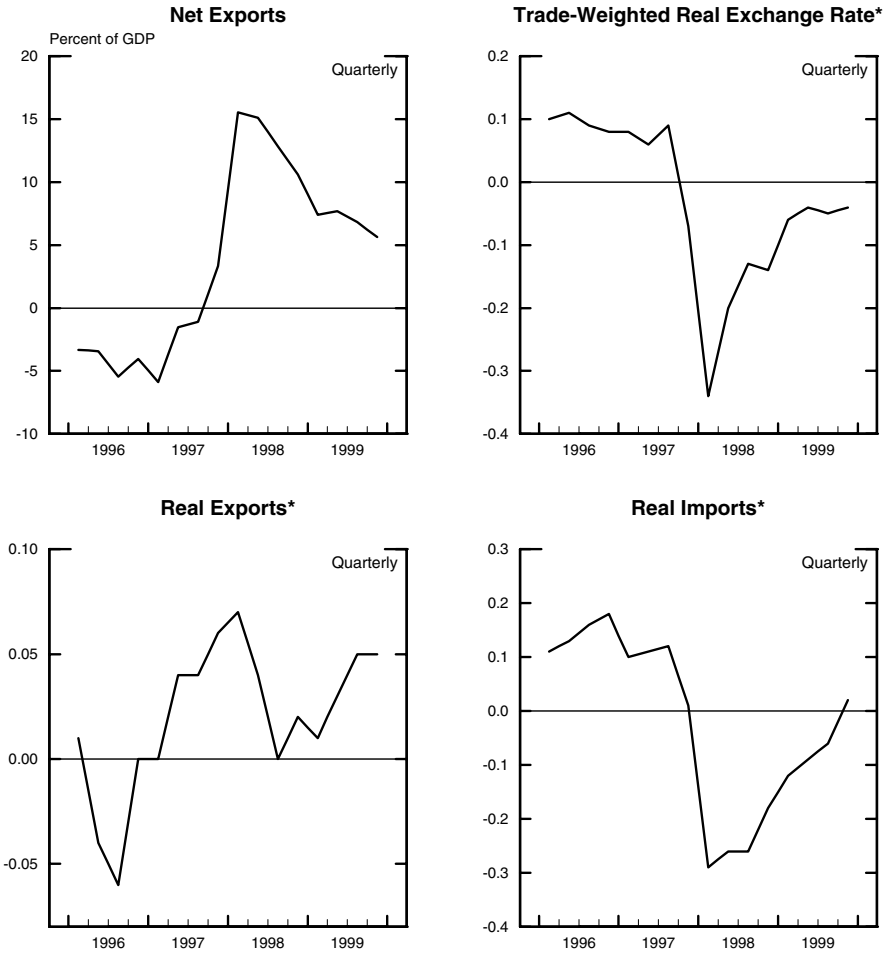 Net Exports
Percent of GDP
Quarterly
20
15
10
5
0
-5
-10
1996 1997 1998 1999
Trade-Weighted Real Exchange Rate*
Quarterly
0.2
0.1
0.0
-0.1
-0.2
-0.3
-0.4
1996 1997 1998 1999
Real Exports*
Quarterly
0.10
0.05
0.00
-0.05
1996 1997 1998 1999
Real Imports*
Quarterly
0.3
0.2
0.1
0.0
-0.1
-0.2
-0.3
-0.4
1996 1997 1998 1999